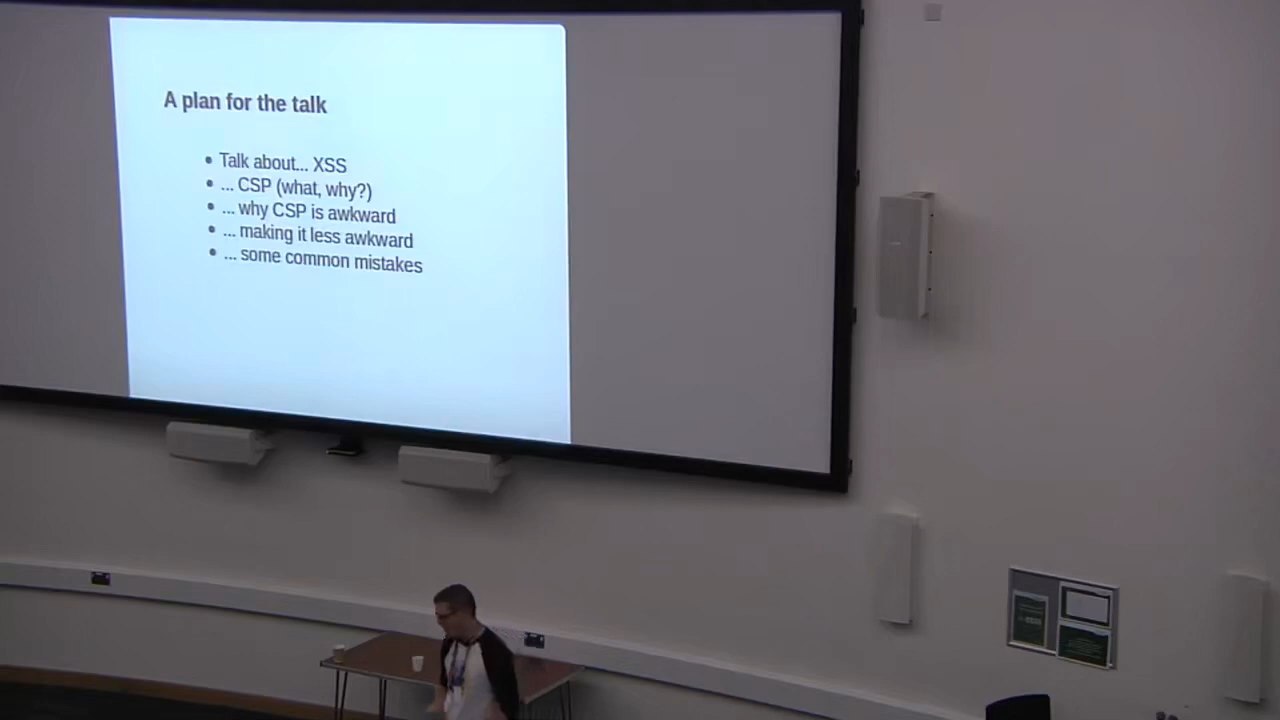 A plan for the talk
• Talk about... XSS
• ... CSP (what, why?)
• ... why CSP is awkward
• ... making it less awkward
• ... some common mistakes